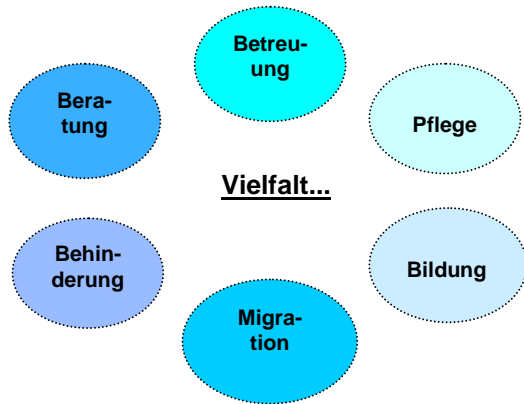 Betreu-
ung
Bera-
tung
Pflege
Vielfalt...
Behin-
derung
Bildung
Migra-
tion